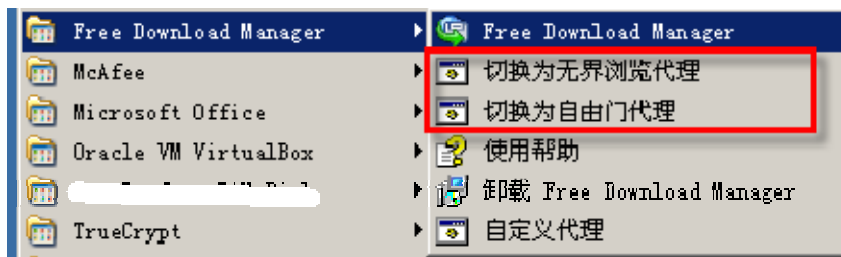 Free Download Manager
McAfee
Microsoft Office
Oracle VM VirtualBox
TrueCrypt
Free Download Manager
切换为无界浏览代理
切换为自由门代理
使用帮助
卸载 Free Download Manager
自定义代理